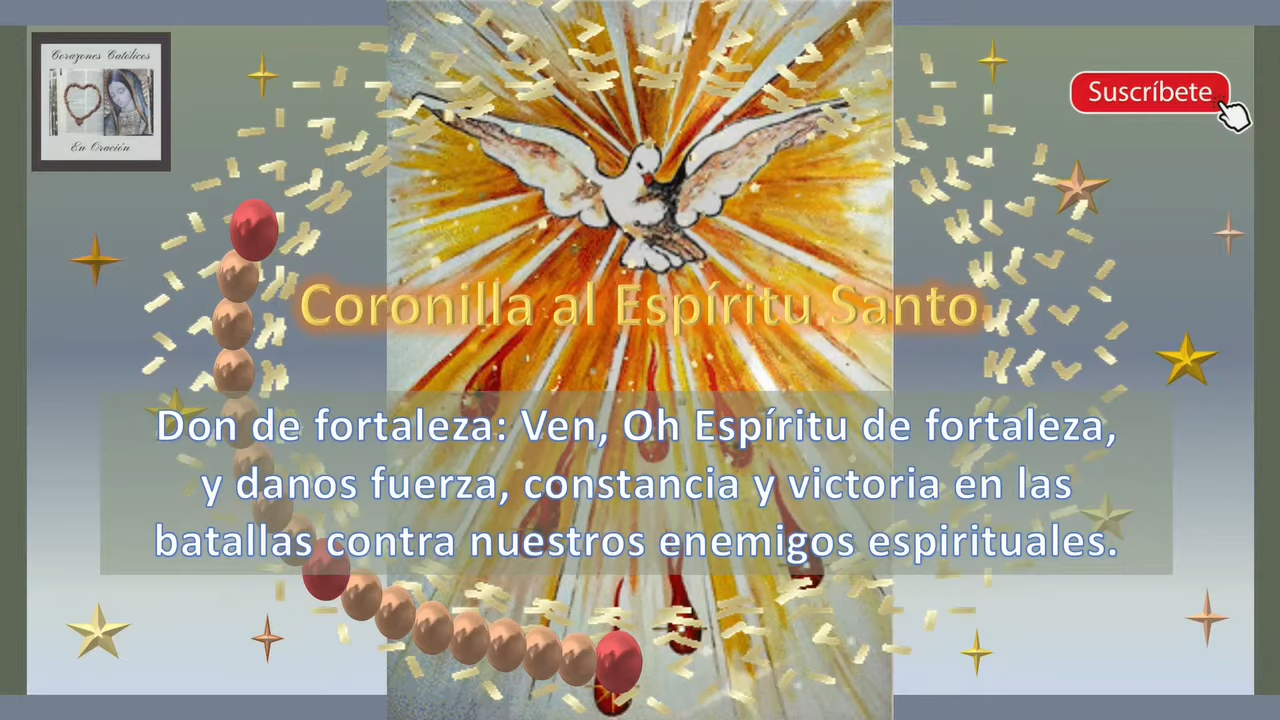 Corazones Católicos
En Oración
Suscríbete
Coronilla al Espíritu Santo
Don de fortaleza: Ven, Oh Espíritu de fortaleza,
y danos fuerza, constancia y victoria en las
batallas contra nuestros enemigos espirituales.